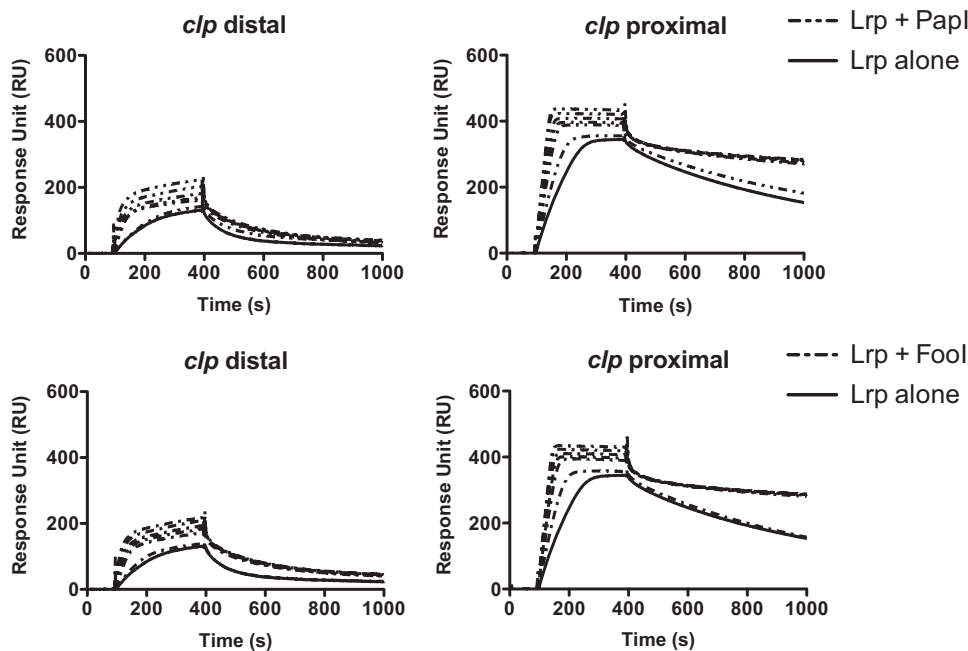 clp distal
clp proximal
Lrp + PapI
Lrp alone
Response Unit (RU)
600
400
200
0
0 200 400 600 800 1000
Time (s)
Response Unit (RU)
600
400
200
0
0 200 400 600 800 1000
Time (s)
clp distal
clp proximal
Lrp + FooI
Lrp alone
Response Unit (RU)
600
400
200
0
0 200 400 600 800 1000
Time (s)
Response Unit (RU)
600
400
200
0
0 200 400 600 800 1000
Time (s)